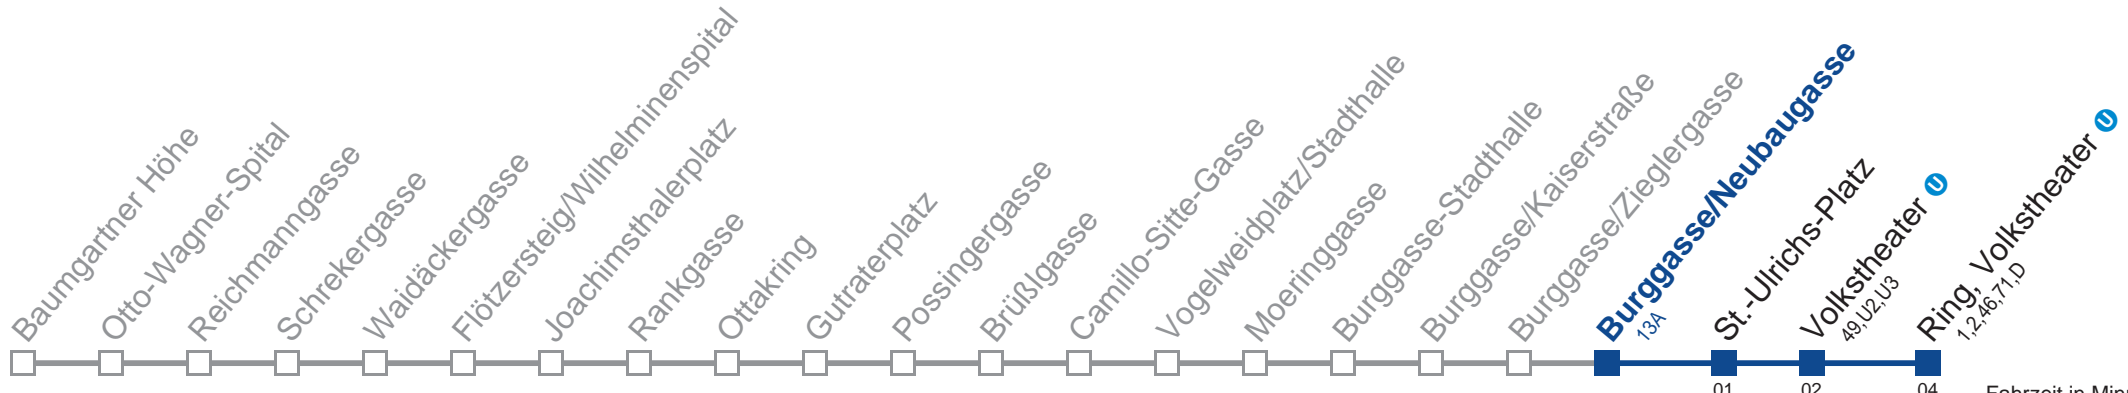 Baumgartner Höhe
Otto-Wagner-Spital
Reichmanngasse
Schrekergasse
Waidäckergasse
Flötzersteig/Wilhelminenspital
Joachimsthalerplatz
Rankgasse
Ottakring
Gutraterplatz
Possingergasse
Brüßlgasse
Camillo-Sitte-Gasse
Vogelweidplatz/Stadthalle
Moeringgasse
Burggasse-Stadthalle
Burggasse/Kaiserstraße
Burggasse/Zieglergasse
Burggasse/Neubaugasse
13A
St.-Ulrichs-Platz
Volkstheater U
49,U2,U3
Ring, Volkstheater U
1,2,46,71,D
01 02 04
Fahrzeit in